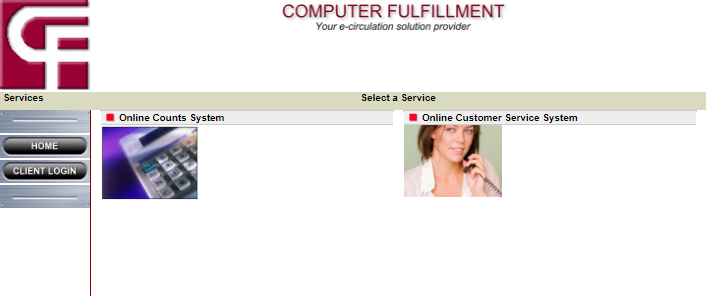 COMPUTER FULFILLMENT
Your e-circulation solution provider
Services
Select a Service
HOME
CLIENT LOGIN
Online Counts System
Online Customer Service System